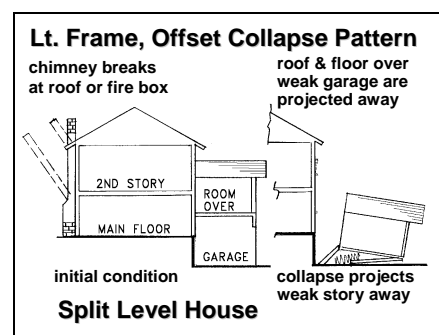 Lt. Frame, Offset Collapse Pattern
chimney breaks
at roof or fire box
roof & floor over
weak garage are
projected away
2ND STORY
MAIN FLOOR
ROOM
OVER
GARAGE
initial condition
collapse projects
weak story away
Split Level House